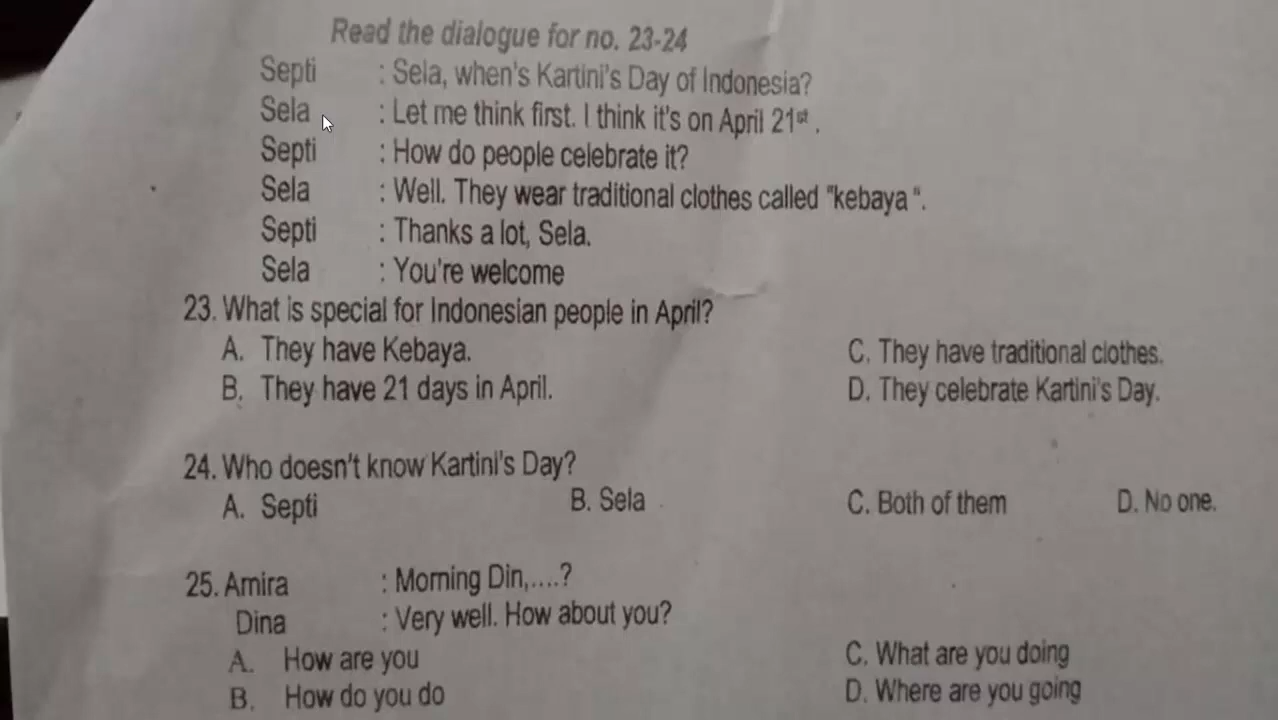 Read the dialogue for no. 23-24
Septi : Sela, when's Kartini's Day of Indonesia?
Sela : Let me think first. I think it's on April 21st .
Septi : How do people celebrate it?
Sela : Well. They wear traditional clothes called "kebaya “.
Septi : Thanks a lot, Sela.
Sela : You're welcome
23. What is special for Indonesian people in April?
A. They have Kebaya. C. They have traditional clothes.
B. They have 21 days in April. D. They celebrate Kartini's Day.
24. Who doesn't know Kartini's Day?
A. Septi B. Sela C. Both of them D. No one.
25. Amira : Morning Din,....?
Dina : Very well. How about you?
A. How are you C. What are you doing
B. How do you do D. Where are you going